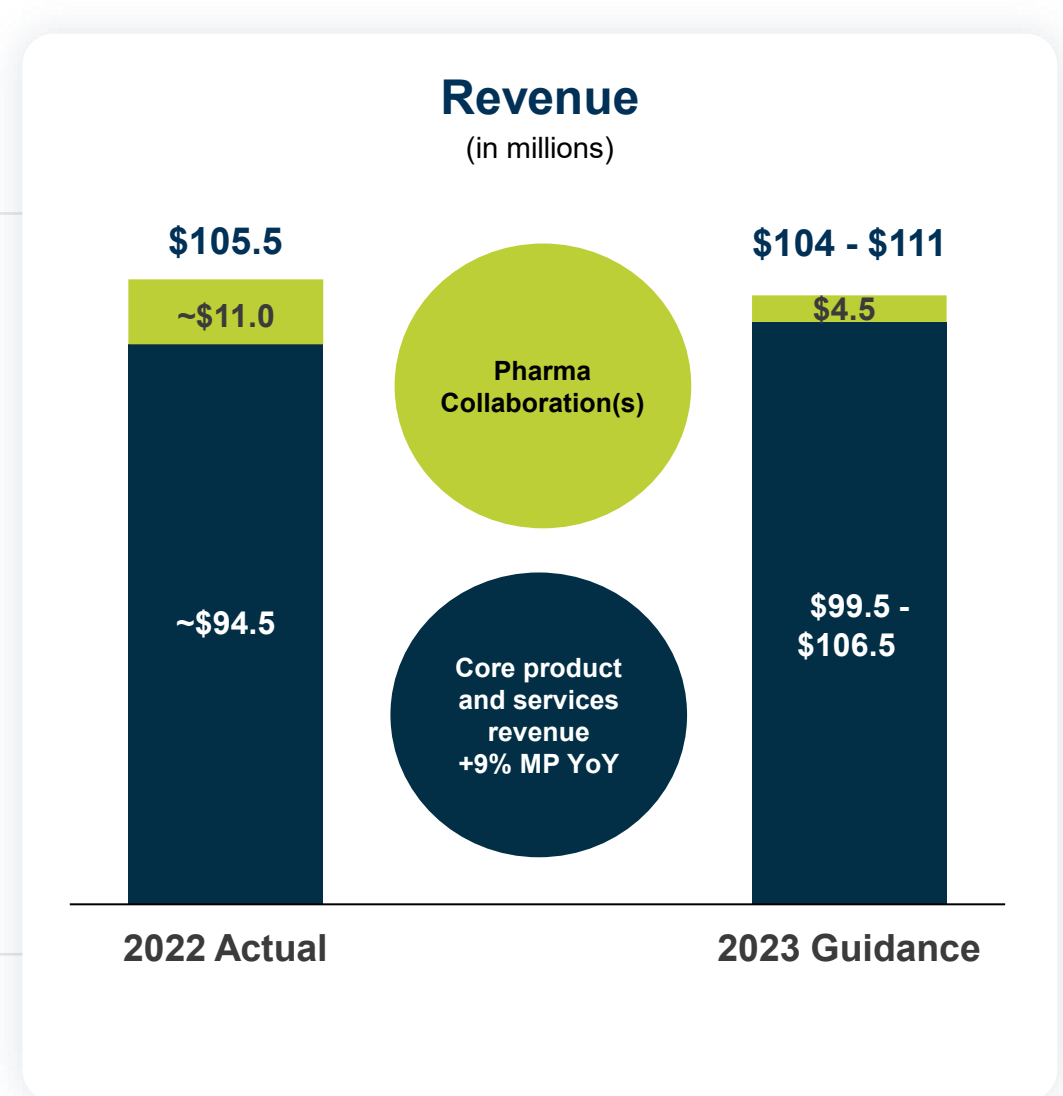 Revenue
(in millions)
$105.5
~$11.0
~$94.5
Pharma
Collaboration(s)
Core product
and services
revenue
+9% MP YoY
$104 - $111
$4.5
$99.5 -
$106.5
2022 Actual
2023 Guidance